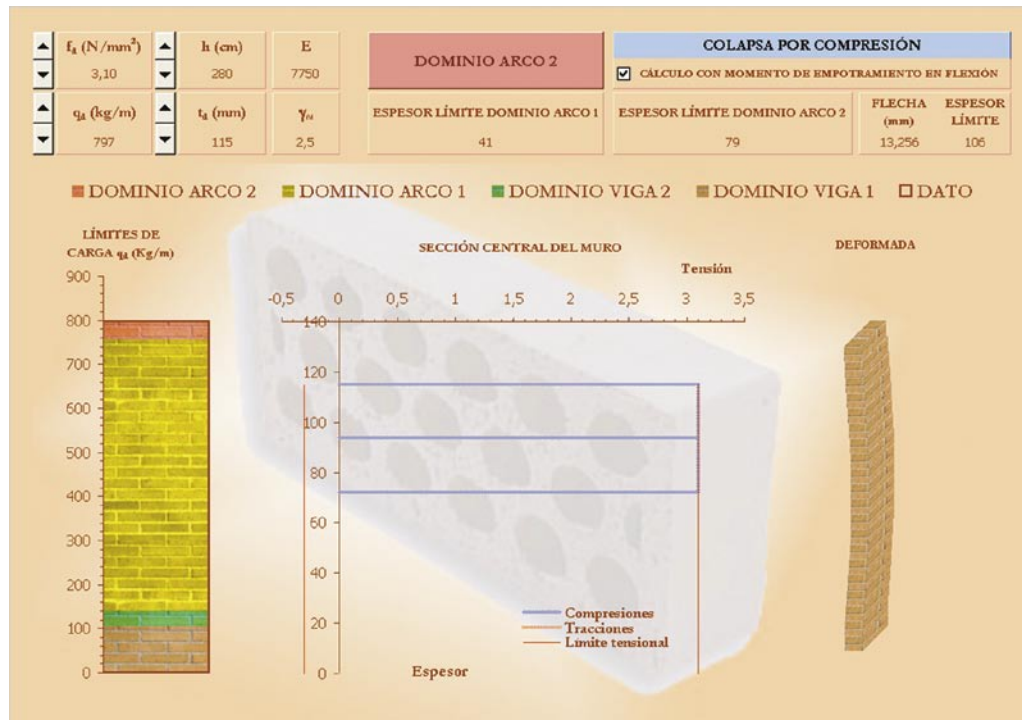 f_d (N/mm²)
3,10
h (cm)
280
E
7750
DOMINIO ARCO 2
COLAPSA POR COMPRESIÓN
CÁLCULO CON MOMENTO DE EMPOTRAMIENTO EN FLEXIÓN
q_d (kg/m)
797
t_d (mm)
115
γ_M
2,5
ESPESOR LÍMITE DOMINIO ARCO 1
41
ESPESOR LÍMITE DOMINIO ARCO 2
79
FLECHA (mm)
13,256
ESPESOR LÍMITE
106
DOMINIO ARCO 2
DOMINIO ARCO 1
DOMINIO VIGA 2
DOMINIO VIGA 1
DATO
LÍMITES DE
CARGA q_d (Kg/m)
900
800
700
600
500
400
300
200
100
0
SECCIÓN CENTRAL DEL MURO
Tensión
-0,5 0 0,5 1 1,5 2 2,5 3 3,5
140
120
100
80
60
40
20
0
Compresiones
Tracciones
Límite tensional
Espesor
DEFORMADA